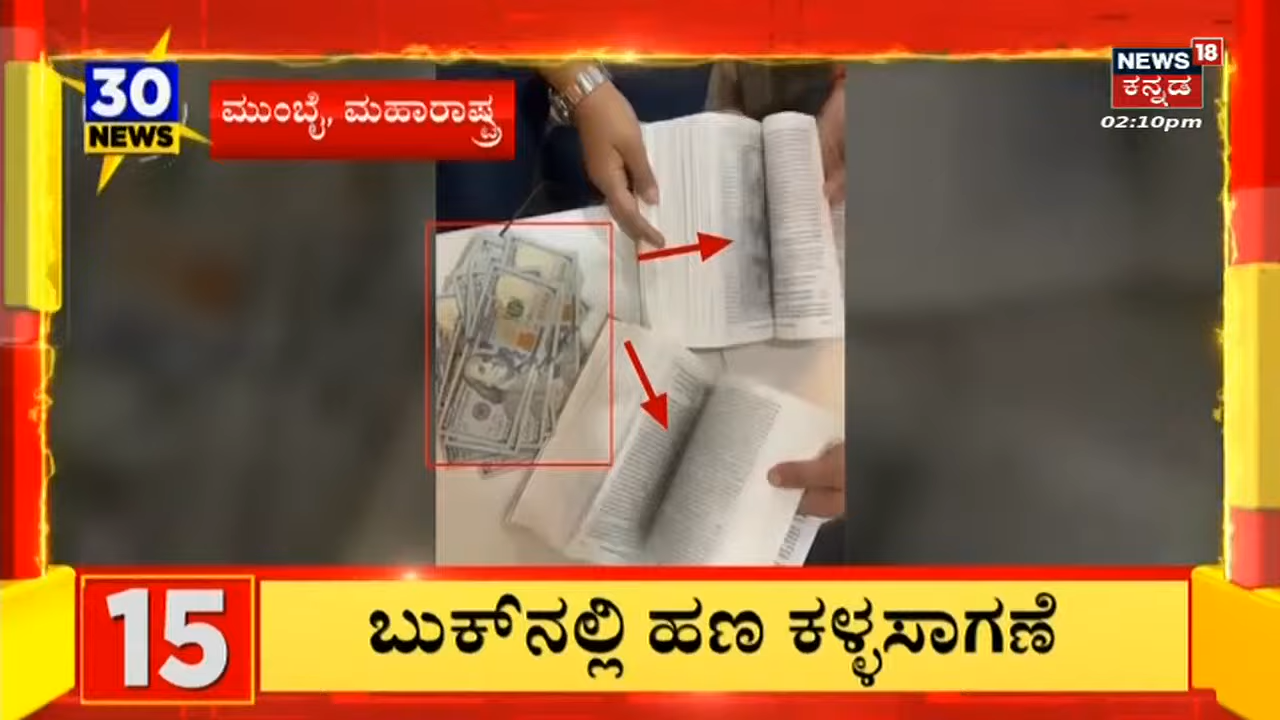 30
NEWS
ಮುಂಬೈ, ಮಹಾರಾಷ್ಟ್ರ
NEWS 18
ಕನ್ನಡ
02:10pm
15
ಬುಕ್‌ನಲ್ಲಿ ಹಣ ಕಳ್ಳಸಾಗಣೆ